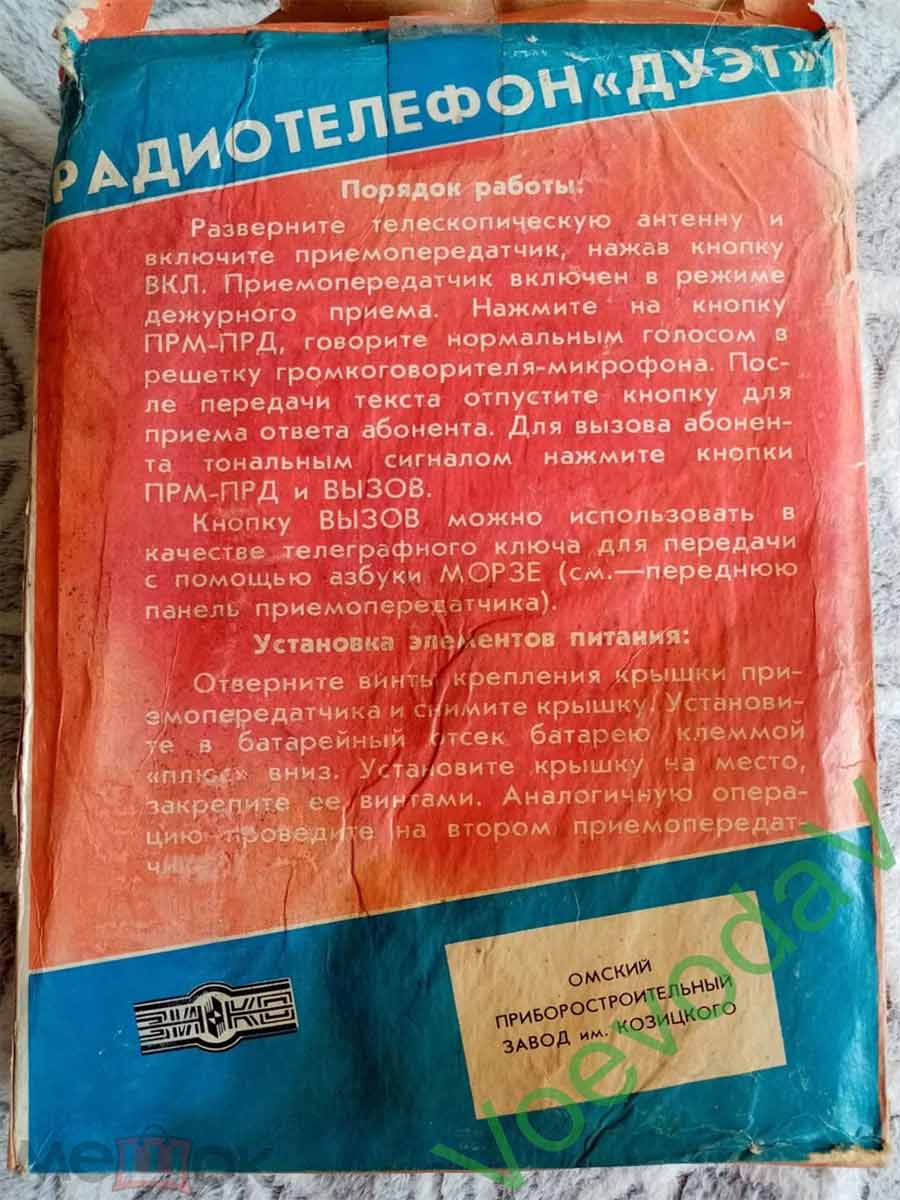 РАДИОТЕЛЕФОН «ДУЭТ»
Порядок работы:
Разверните телескопическую антенну и
включите приемопередатчик, нажав кнопку
ВКЛ. Приемопередатчик включен в режиме
дежурного приема. Нажмите на кнопку
ПРМ-ПРД, говорите нормальным голосом в
решетку громкоговорителя-микрофона. Пос-
ле передачи текста отпустите кнопку для
приема ответа абонента. Для вызова абонен-
та тональным сигналом нажмите кнопки
ПРМ-ПРД и ВЫЗОВ.
Кнопку ВЫЗОВ можно использовать в
качестве телеграфного ключа для передачи
с помощью азбуки МОРЗЕ (см.—переднюю
панель приемопередатчика).
Установка элементов питания:
Отверните винты крепления крышки при-
емопередатчика и снимите крышку. Установи-
те в батарейный отсек батарею клеммой
«плюс» вниз. Установите крышку на место,
закрепите ее винтами. Аналогичную опера-
цию проведите на втором приемопередат-
ОМСКИЙ
ПРИБОРОСТРОИТЕЛЬНЫЙ
ЗАВОД им. КОЗИЦКОГО
Voevodav
мешок